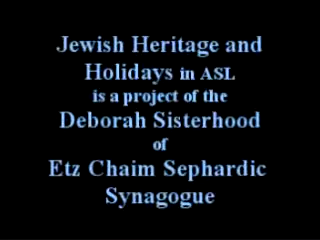 Jewish Heritage and
Holidays in ASL
is a project of the
Deborah Sisterhood
of
Etz Chaim Sephardic
Synagogue